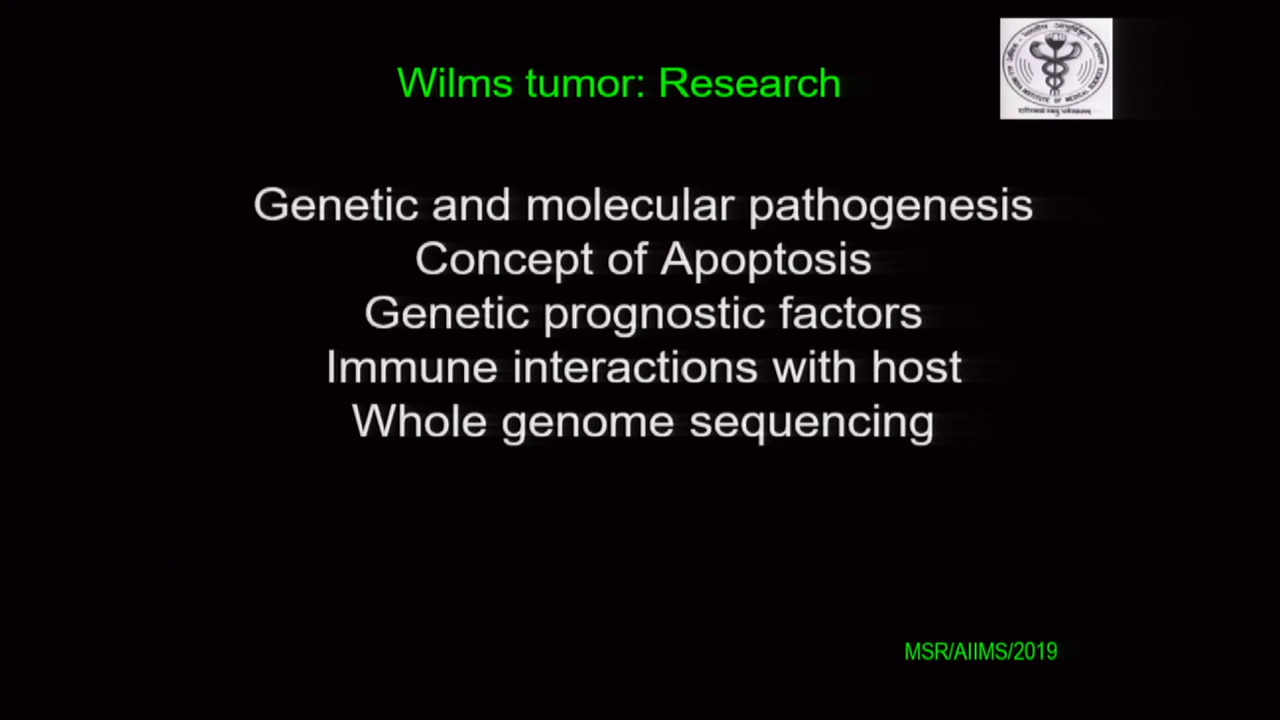 Wilms tumor: Research
Genetic and molecular pathogenesis
Concept of Apoptosis
Genetic prognostic factors
Immune interactions with host
Whole genome sequencing
MSR/AIIMS/2019